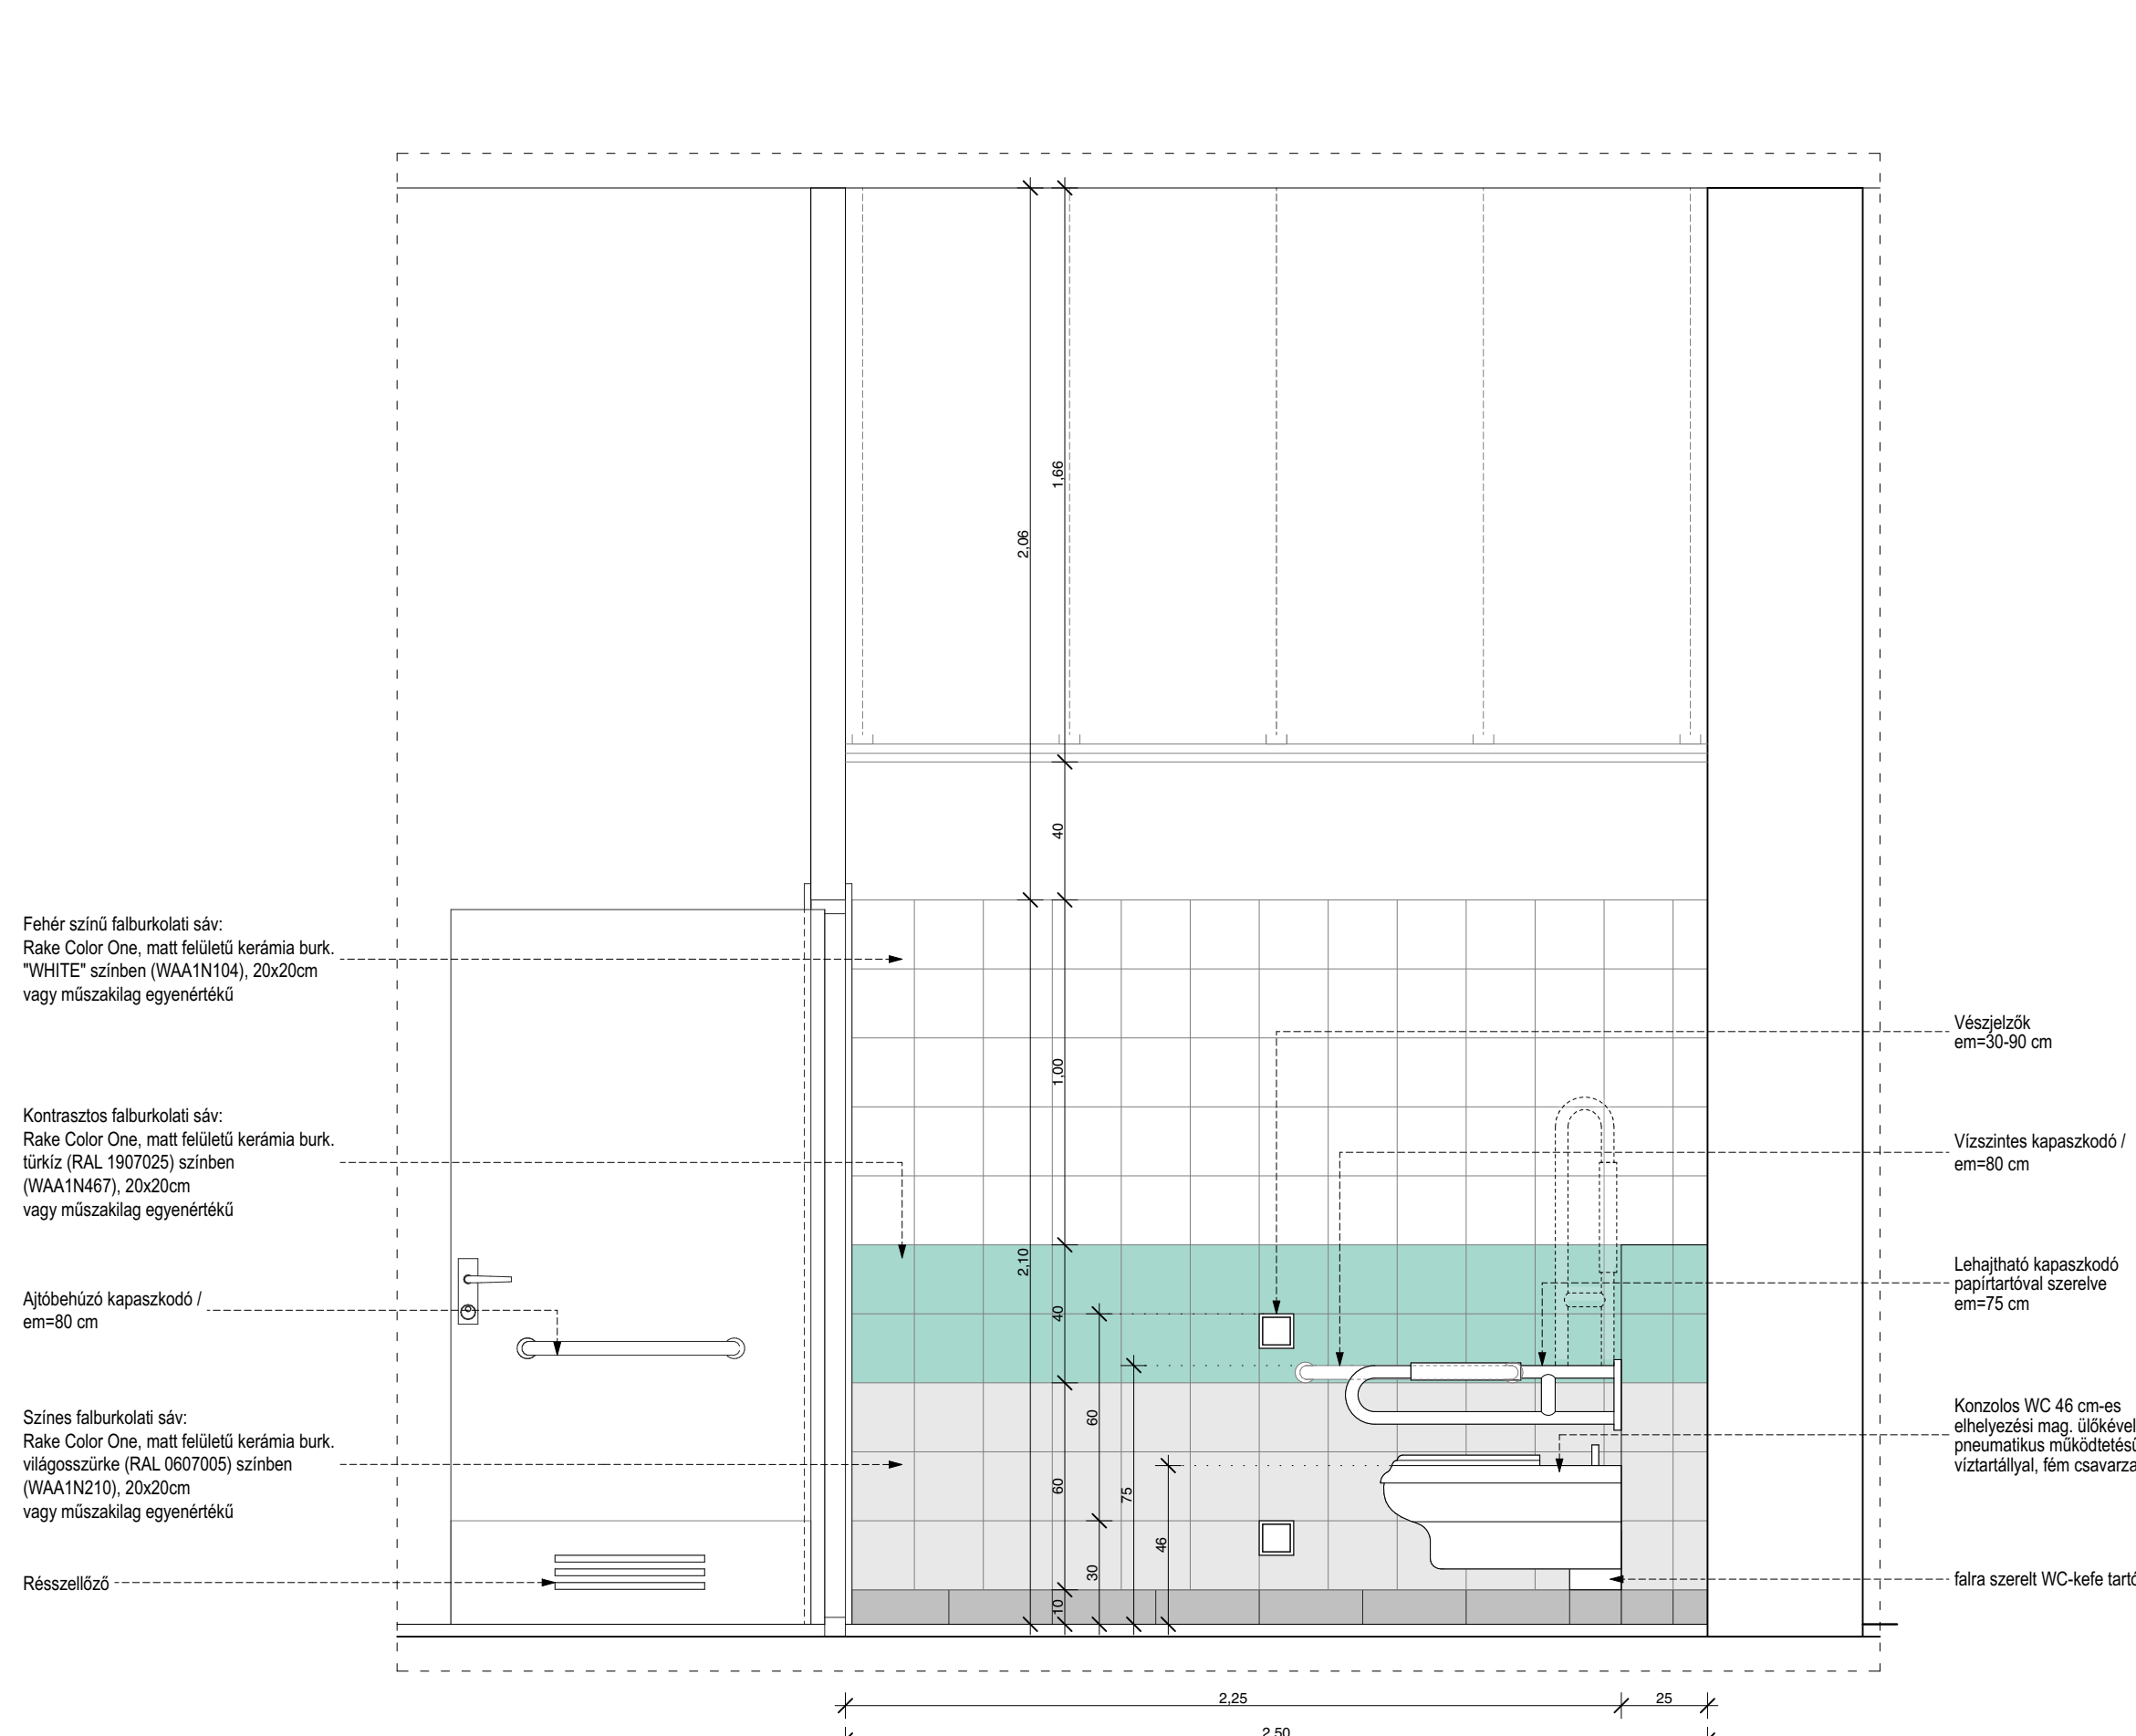 2,06
1,66
40
Fehér színű falburkolati sáv:
Rake Color One, matt felületű kerámia burk.
"WHITE" színben (WAA1N104), 20x20cm
vagy műszakilag egyenértékű
Kontrasztos falburkolati sáv:
Rake Color One, matt felületű kerámia burk.
türkíz (RAL 1907025) színben
(WAA1N467), 20x20cm
vagy műszakilag egyenértékű
Ajtóbehúzó kapaszkodó /
em=80 cm
Színes falburkolati sáv:
Rake Color One, matt felületű kerámia burk.
világosszürke (RAL 0607005) színben
(WAA1N210), 20x20cm
vagy műszakilag egyenértékű
Résszellőző
1,00
2,10
40
60
60
75
46
30
10
Vészjelzők
em=30-90 cm
Vízszintes kapaszkodó /
em=80 cm
Lehajtható kapaszkodó
papírtartóval szerelve
em=75 cm
Konzolos WC 46 cm-es
elhelyezési mag. ülőkével
pneumatikus működtetésű
víztartállyal, fém csavarza
falra szerelt WC-kefe tartó
2,25
25
2,50